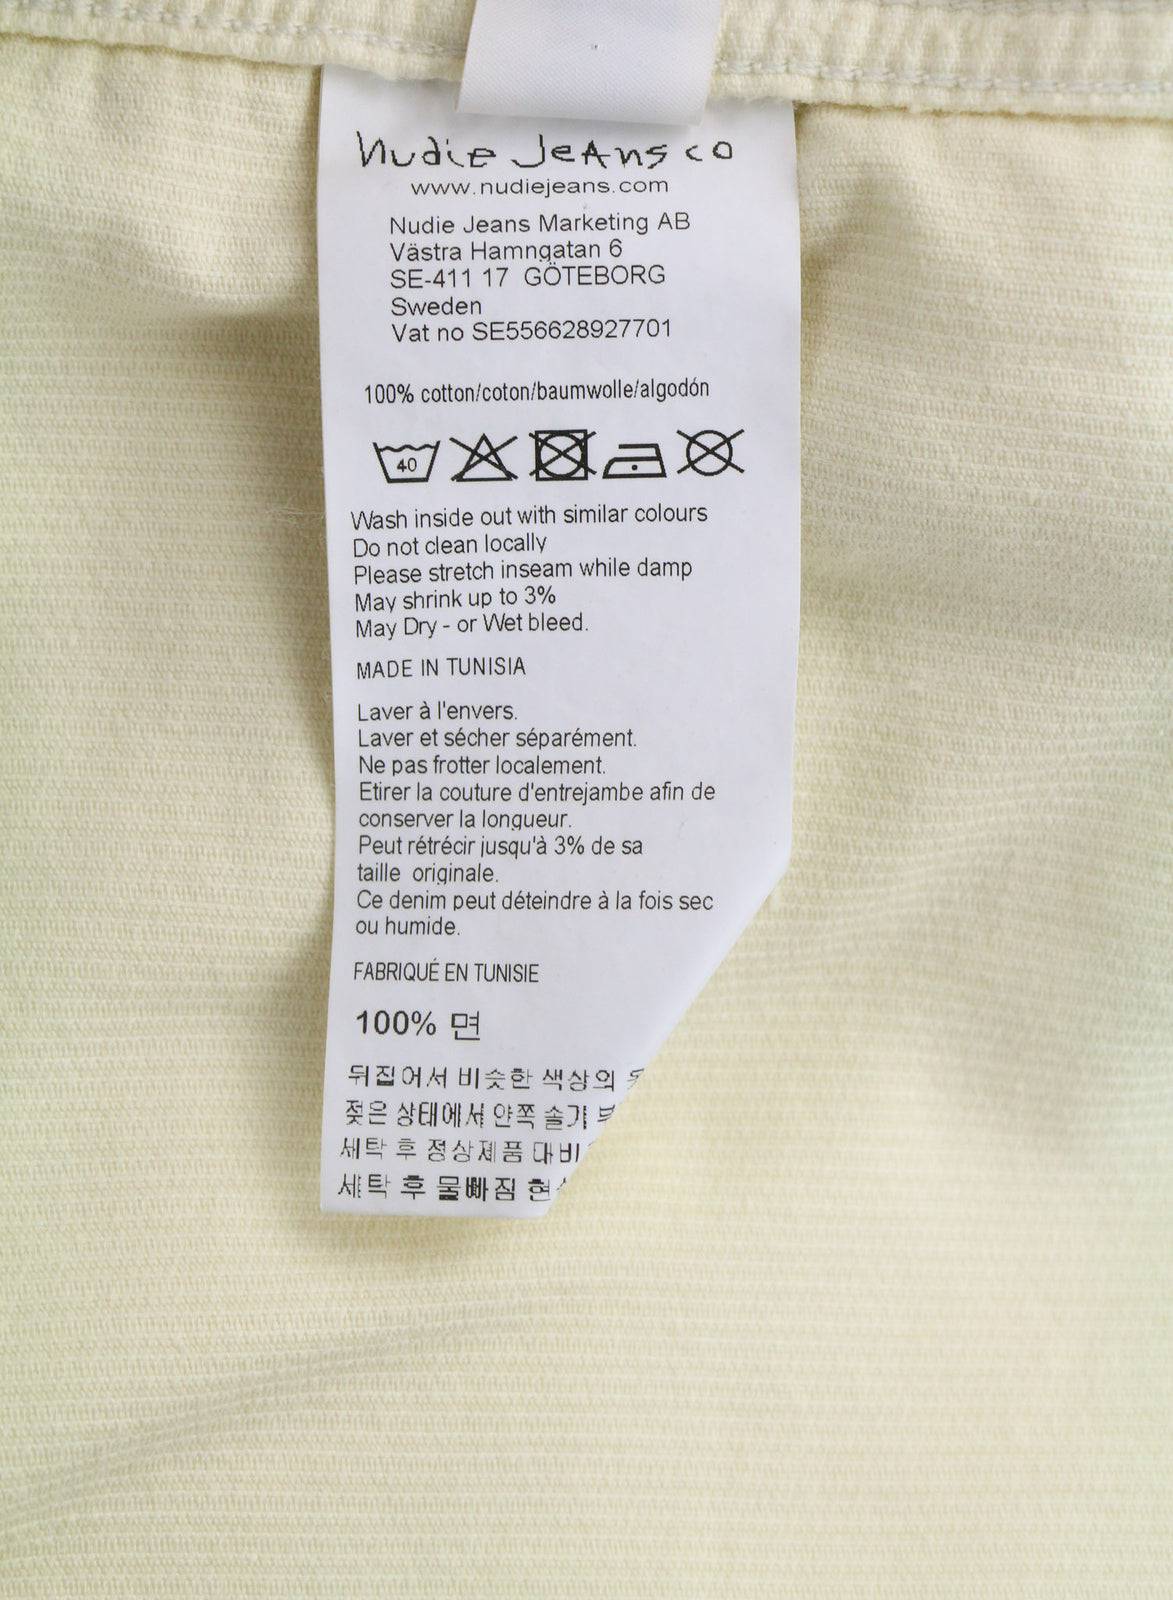 nudie jeans co
www.nudiejeans.com
Nudie Jeans Marketing AB
Västra Hamngatan 6
SE-411 17 GÖTEBORG
Sweden
Vat no SE556628927701
100% cotton/coton/baumwolle/algodón
40
Wash inside out with similar colours
Do not clean locally
Please stretch inseam while damp
May shrink up to 3%
May Dry - or Wet bleed.
MADE IN TUNISIA
Laver à l'envers.
Laver et sécher séparément.
Ne pas frotter localement.
Etirer la couture d'entrejambe afin de
conserver la longueur.
Peut rétrécir jusqu'à 3% de sa
taille originale.
Ce denim peut déteindre à la fois sec
ou humide.
FABRIQUÉ EN TUNISIE
100% 면
뒤집어서 비슷한 색상의
젖은 상태에서 안쪽 솔기
세탁 후 정상제품 대비
세탁 후 물빠짐